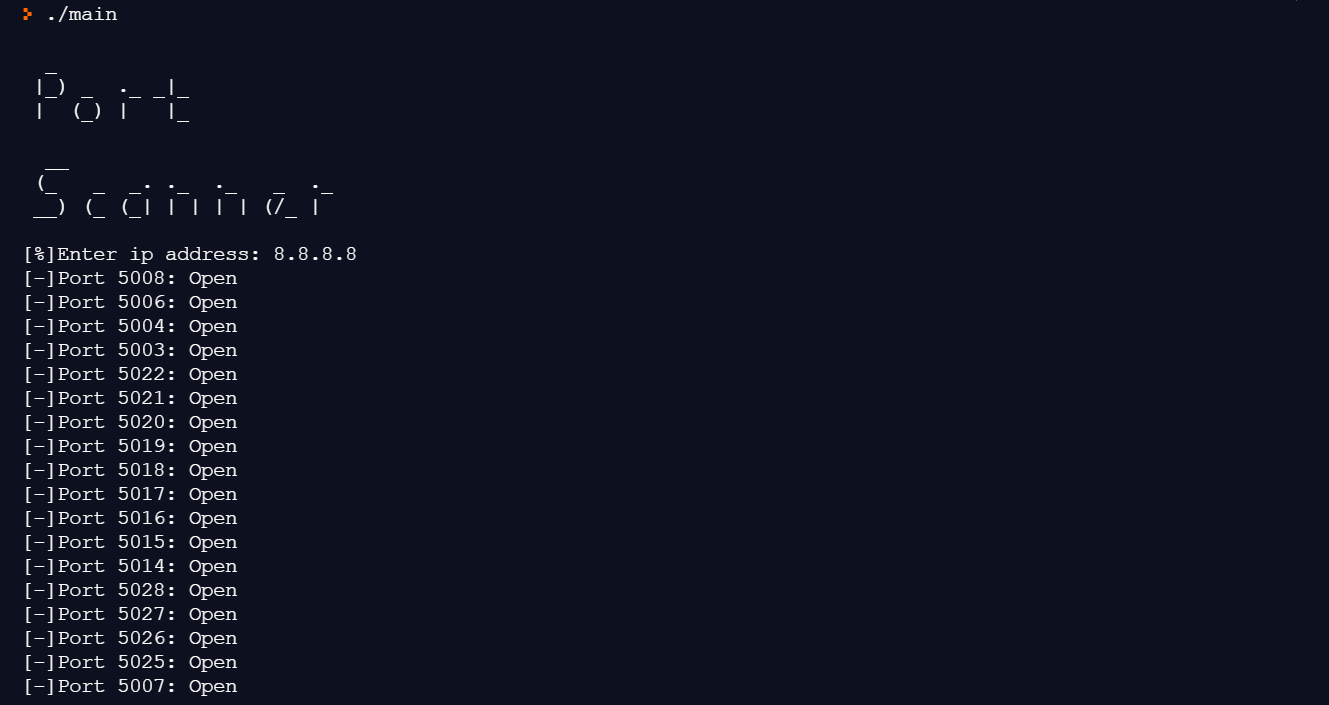 > ./main
Port
Scanner
[%]Enter ip address: 8.8.8.8
[-]Port 5008: Open
[-]Port 5006: Open
[-]Port 5004: Open
[-]Port 5003: Open
[-]Port 5022: Open
[-]Port 5021: Open
[-]Port 5020: Open
[-]Port 5019: Open
[-]Port 5018: Open
[-]Port 5017: Open
[-]Port 5016: Open
[-]Port 5015: Open
[-]Port 5014: Open
[-]Port 5028: Open
[-]Port 5027: Open
[-]Port 5026: Open
[-]Port 5025: Open
[-]Port 5007: Open